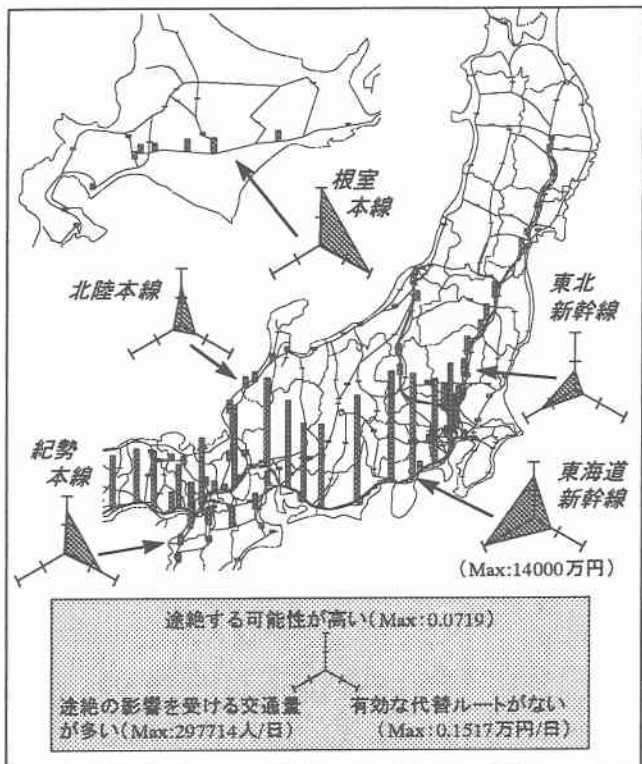 根室
本線
北陸本線
東北
新幹線
紀勢
本線
東海道
新幹線
(Max:14000万円)
途絶する可能性が高い(Max:0.0719)
途絶の影響を受ける交通量
が多い(Max:297714人/日)
有効な代替ルートがない
(Max:0.1517万円/日)